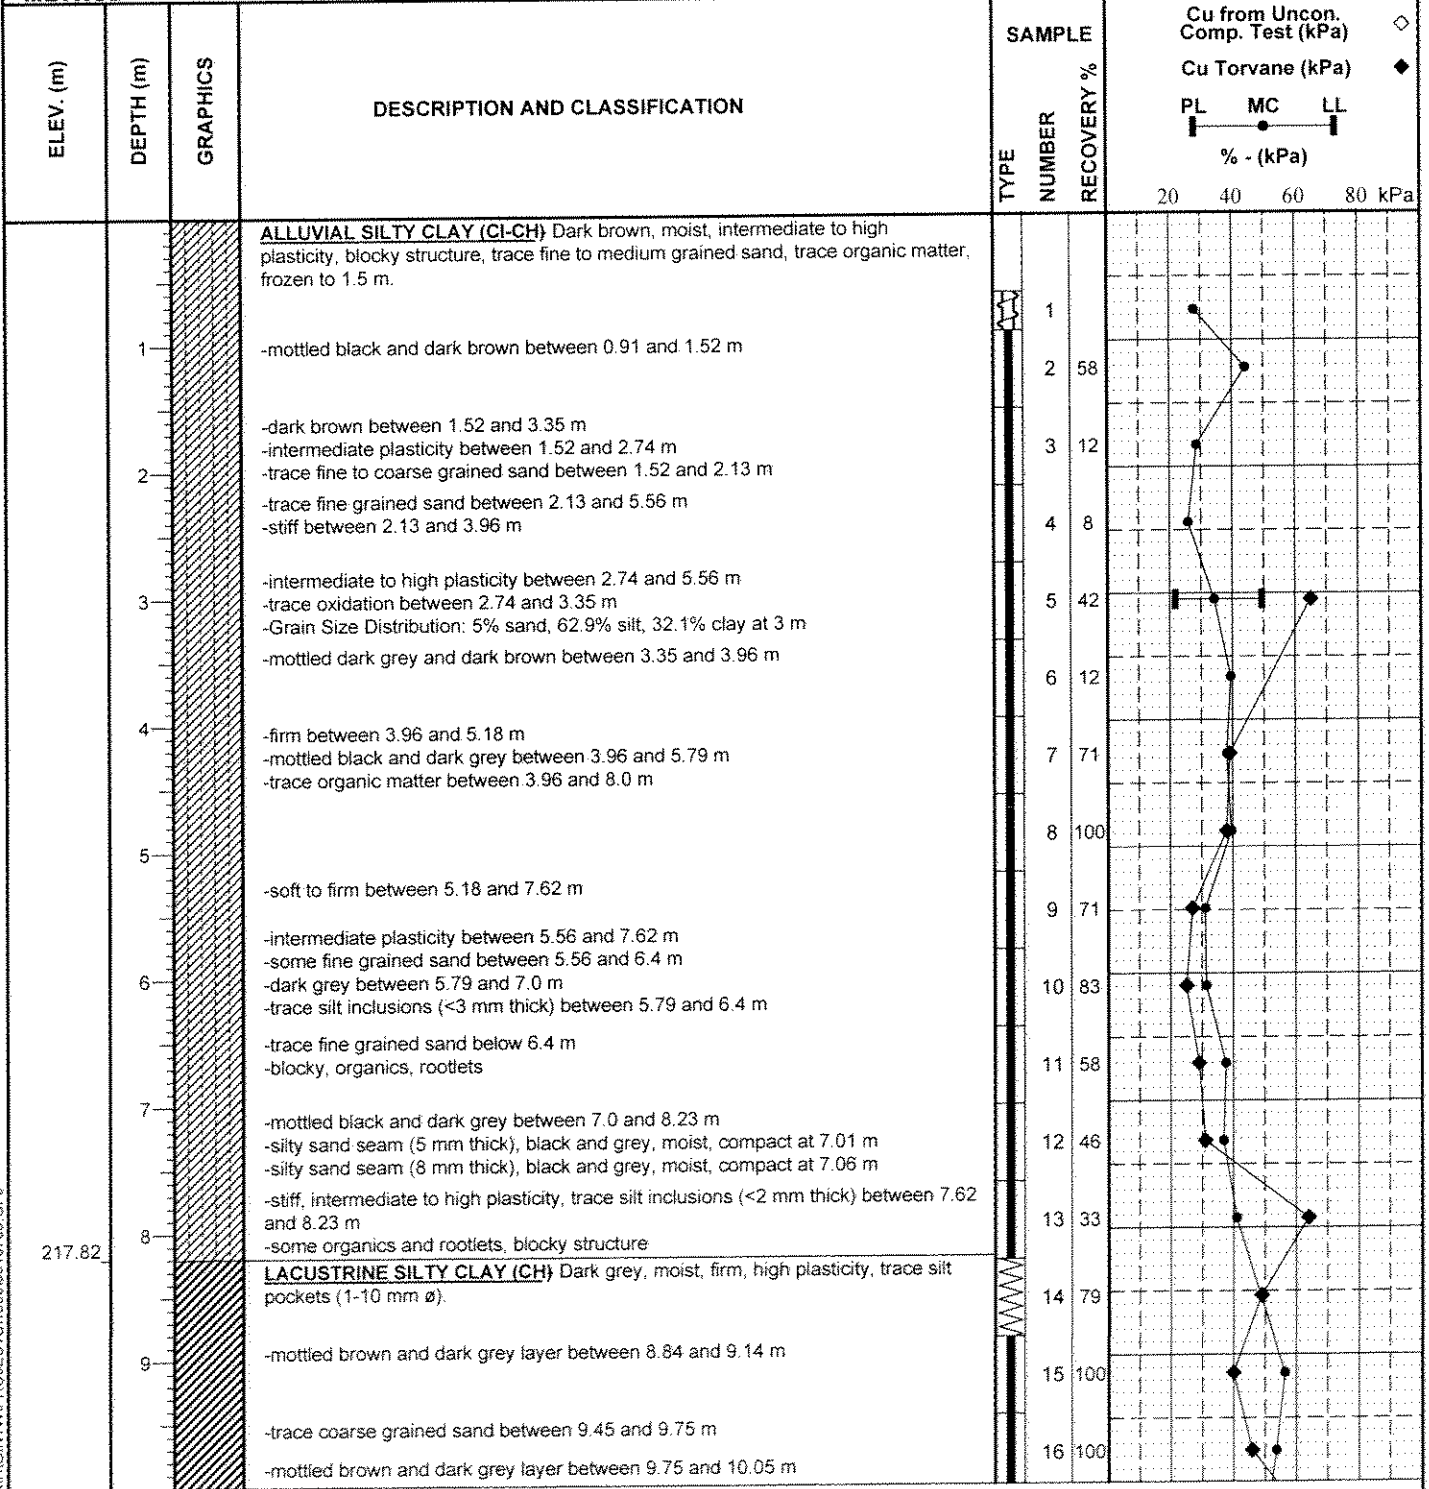 ELEV. (m)
DEPTH (m)
GRAPHICS
DESCRIPTION AND CLASSIFICATION
SAMPLE
TYPE
NUMBER
RECOVERY %
Cu from Uncon.
Comp. Test (kPa) ◇
Cu Torvane (kPa) ◆
PL MC LL
% - (kPa)
20 40 60 80 kPa
ALLUVIAL SILTY CLAY (CI-CH) Dark brown, moist, intermediate to high
plasticity, blocky structure, trace fine to medium grained sand, trace organic matter,
frozen to 1.5 m.
1
1 -mottled black and dark brown between 0.91 and 1.52 m
2 58
-dark brown between 1.52 and 3.35 m
-intermediate plasticity between 1.52 and 2.74 m 3 12
2 -trace fine to coarse grained sand between 1.52 and 2.13 m
-trace fine grained sand between 2.13 and 5.56 m
-stiff between 2.13 and 3.96 m 4 8
-intermediate to high plasticity between 2.74 and 5.56 m
3 -trace oxidation between 2.74 and 3.35 m 5 42
-Grain Size Distribution: 5% sand, 62.9% silt, 32.1% clay at 3 m
-mottled dark grey and dark brown between 3.35 and 3.96 m
6 12
4 -firm between 3.96 and 5.18 m
-mottled black and dark grey between 3.96 and 5.79 m 7 71
-trace organic matter between 3.96 and 8.0 m
8 100
5
-soft to firm between 5.18 and 7.62 m
9 71
-intermediate plasticity between 5.56 and 7.62 m
-some fine grained sand between 5.56 and 6.4 m
6 -dark grey between 5.79 and 7.0 m 10 83
-trace silt inclusions (<3 mm thick) between 5.79 and 6.4 m
-trace fine grained sand below 6.4 m
-blocky, organics, rootlets 11 58
7
-mottled black and dark grey between 7.0 and 8.23 m
-silty sand seam (5 mm thick), black and grey, moist, compact at 7.01 m 12 46
-silty sand seam (8 mm thick), black and grey, moist, compact at 7.06 m
-stiff, intermediate to high plasticity, trace silt inclusions (<2 mm thick) between 7.62
and 8.23 m 13 33
8 -some organics and rootlets, blocky structure
217.82
LACUSTRINE SILTY CLAY (CH) Dark grey, moist, firm, high plasticity, trace silt
pockets (1-10 mm ø). 14 79
9 -mottled brown and dark grey layer between 8.84 and 9.14 m
15 100
-trace coarse grained sand between 9.45 and 9.75 m
16 100
-mottled brown and dark grey layer between 9.75 and 10.05 m